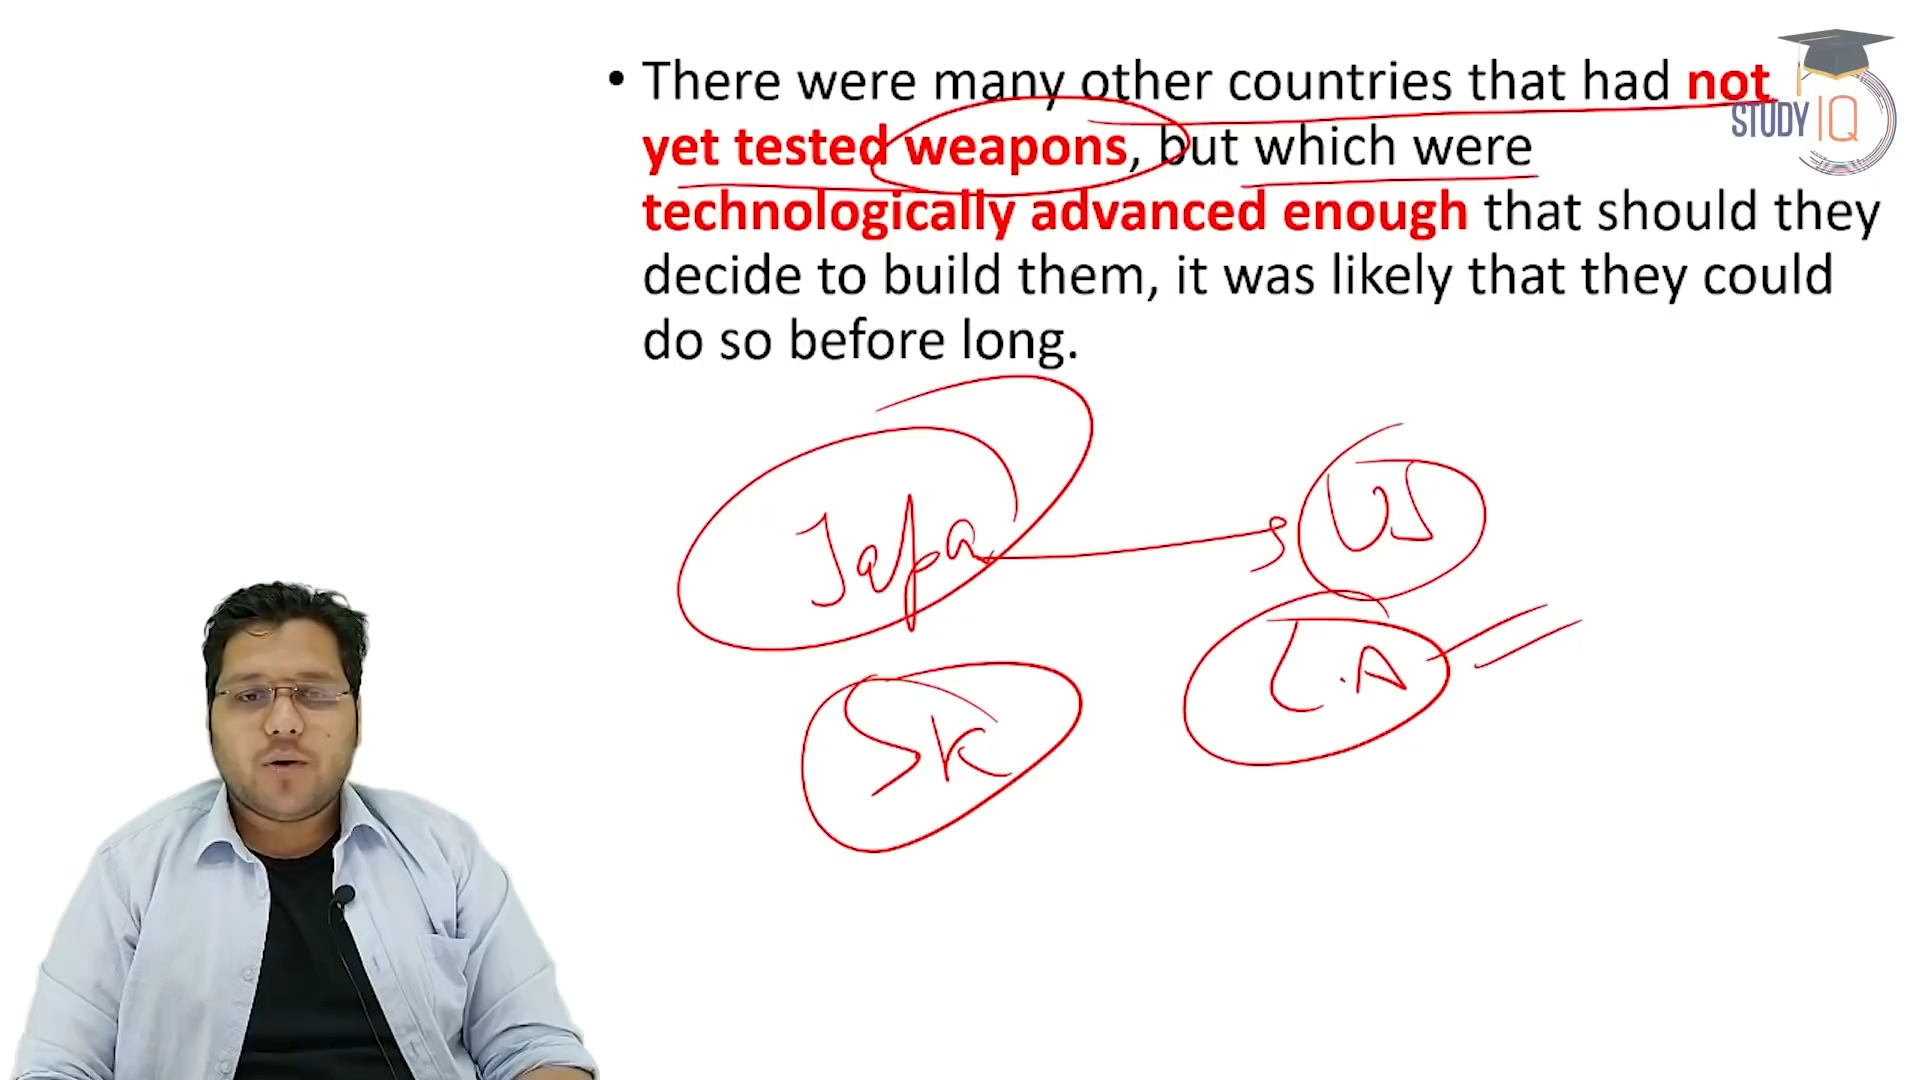 • There were many other countries that had not
yet tested weapons, but which were
technologically advanced enough that should they
decide to build them, it was likely that they could
do so before long.
STUDY IQ
Japa
US
SK